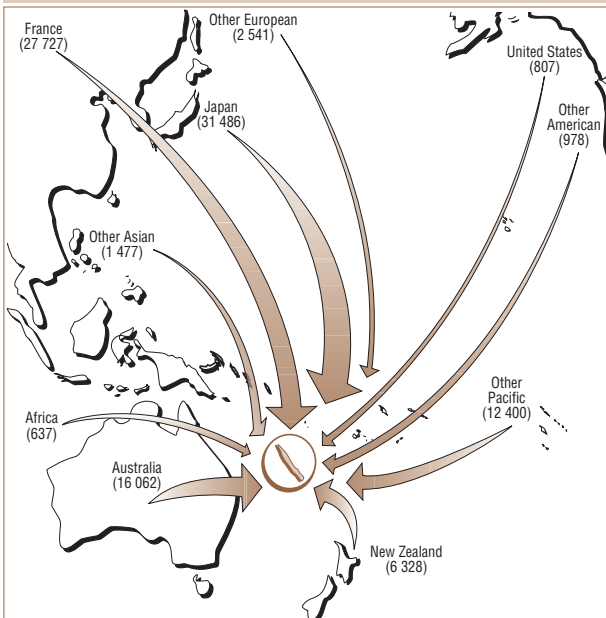 France
(27 727)
Other European
(2 541)
United States
(807)
Japan
(31 486)
Other
American
(978)
Other Asian
(1 477)
Other
Pacific
(12 400)
Africa
(637)
Australia
(16 062)
New Zealand
(6 328)